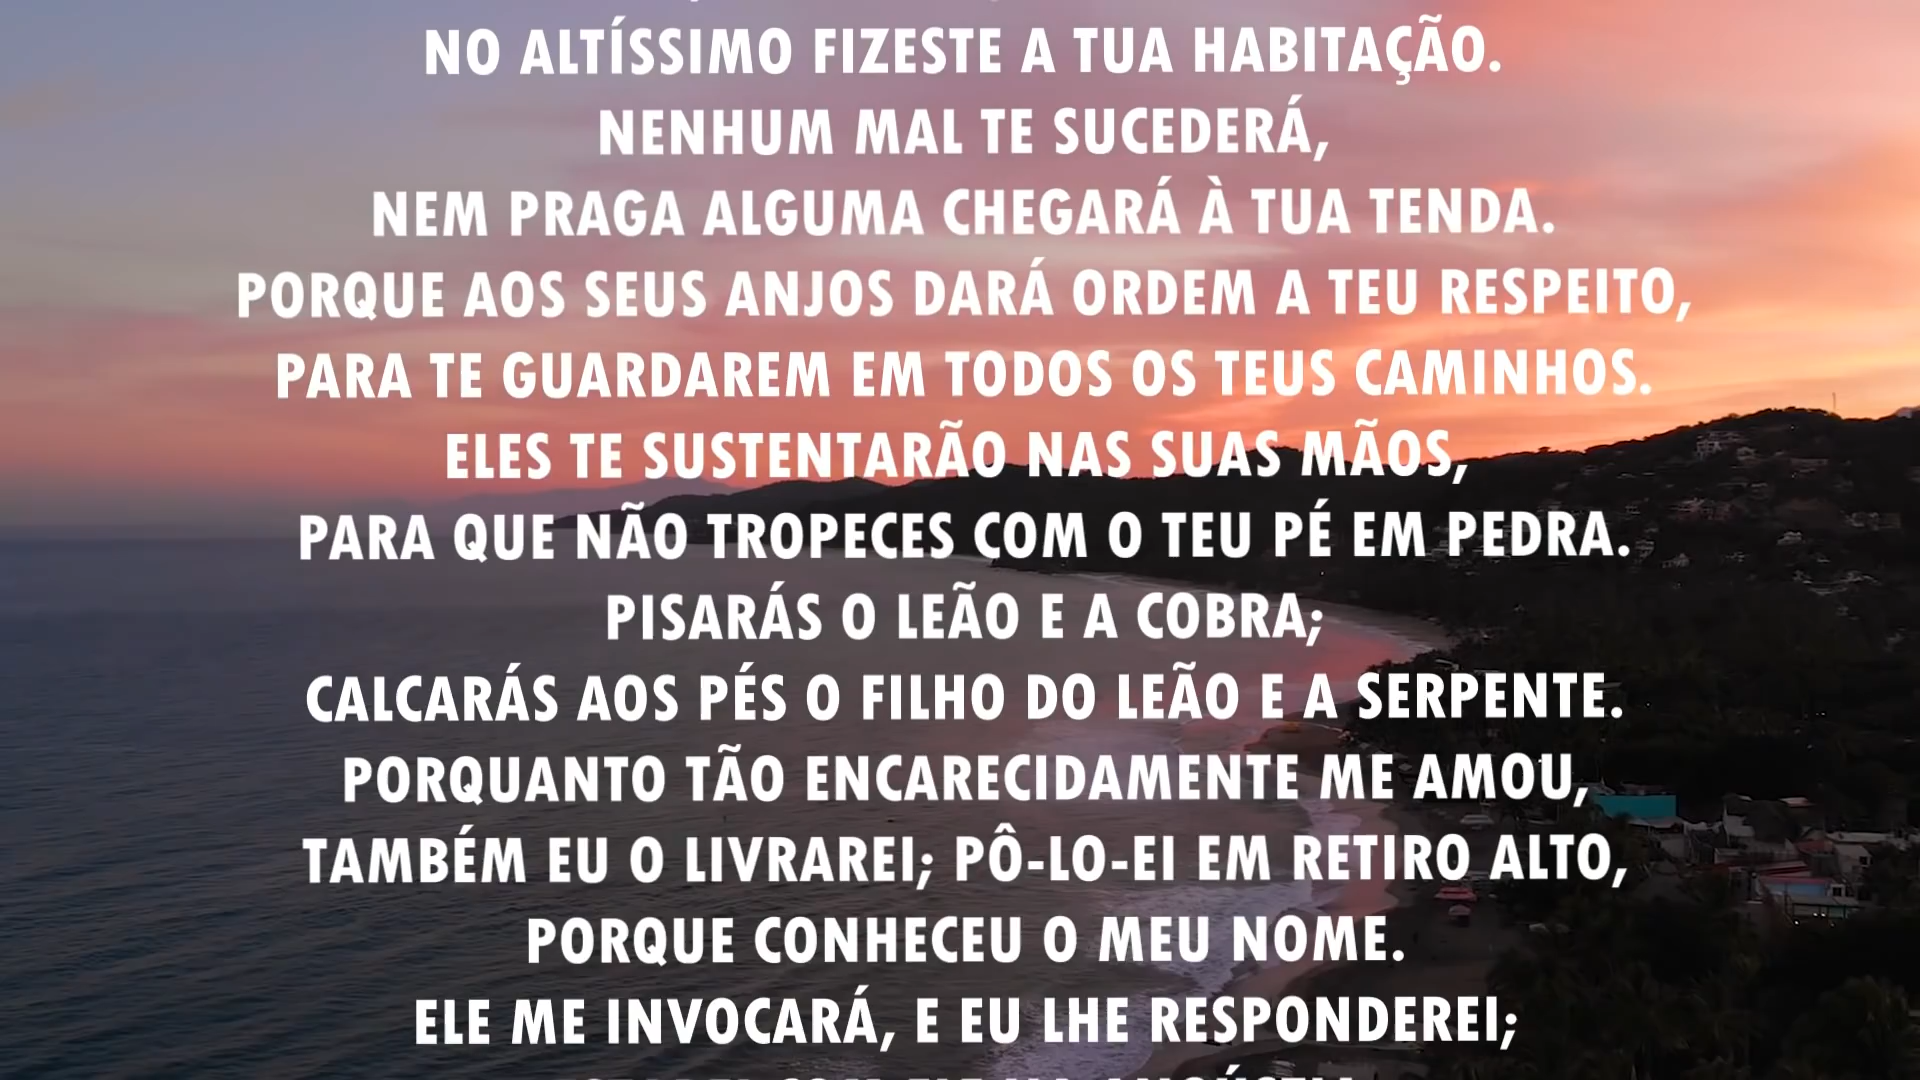 NO ALTÍSSIMO FIZESTE A TUA HABITAÇÃO.
NENHUM MAL TE SUCEDERÁ,
NEM PRAGA ALGUMA CHEGARÁ À TUA TENDA.
PORQUE AOS SEUS ANJOS DARÁ ORDEM A TEU RESPEITO,
PARA TE GUARDAREM EM TODOS OS TEUS CAMINHOS.
ELES TE SUSTENTARÃO NAS SUAS MÃOS,
PARA QUE NÃO TROPECES COM O TEU PÉ EM PEDRA.
PISARÁS O LEÃO E A COBRA;
CALCARÁS AOS PÉS O FILHO DO LEÃO E A SERPENTE.
PORQUANTO TÃO ENCARECIDAMENTE ME AMOU,
TAMBÉM EU O LIVRAREI; PÔ-LO-EI EM RETIRO ALTO,
PORQUE CONHECEU O MEU NOME.
ELE ME INVOCARÁ, E EU LHE RESPONDEREI;